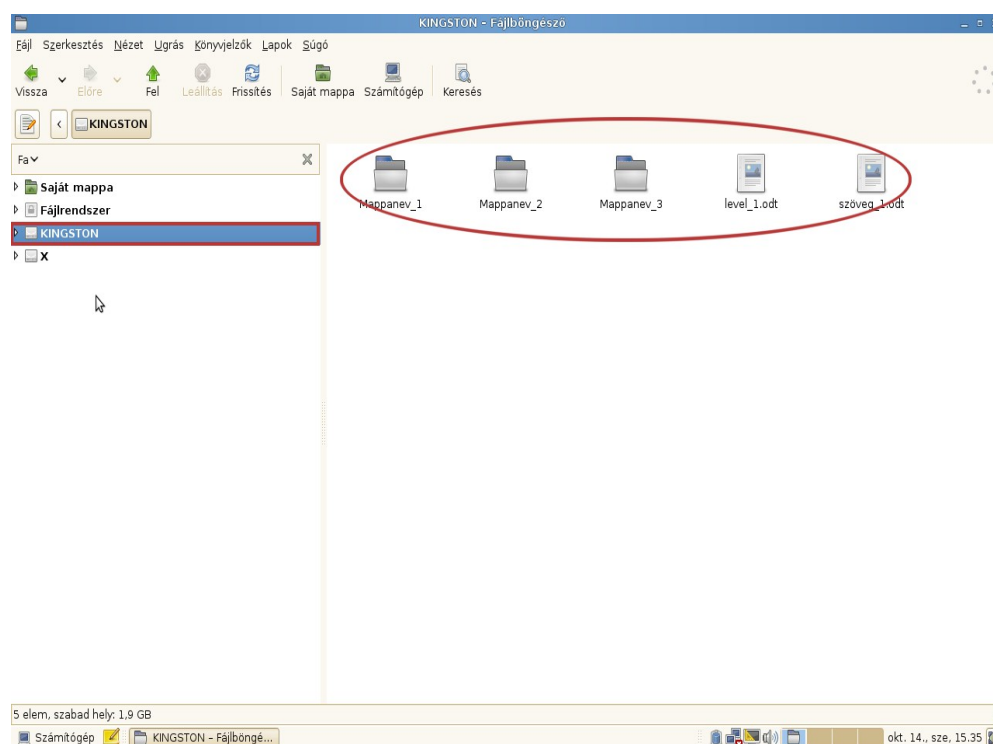 KINGSTON - Fájlböngésző
Fájl Szerkesztés Nézet Ugrás Könyvjelzők Lapok Súgó
Vissza Előre Fel Leállítás Frissítés Saját mappa Számítógép Keresés
KINGSTON
Fa
Saját mappa
Fájlrendszer
KINGSTON
X
Mappanev_1 Mappanev_2 Mappanev_3 level_1.odt szöveg_1.odt
5 elem, szabad hely: 1,9 GB
Számítógép KINGSTON - Fájlböngé... okt. 14., sze, 15.35